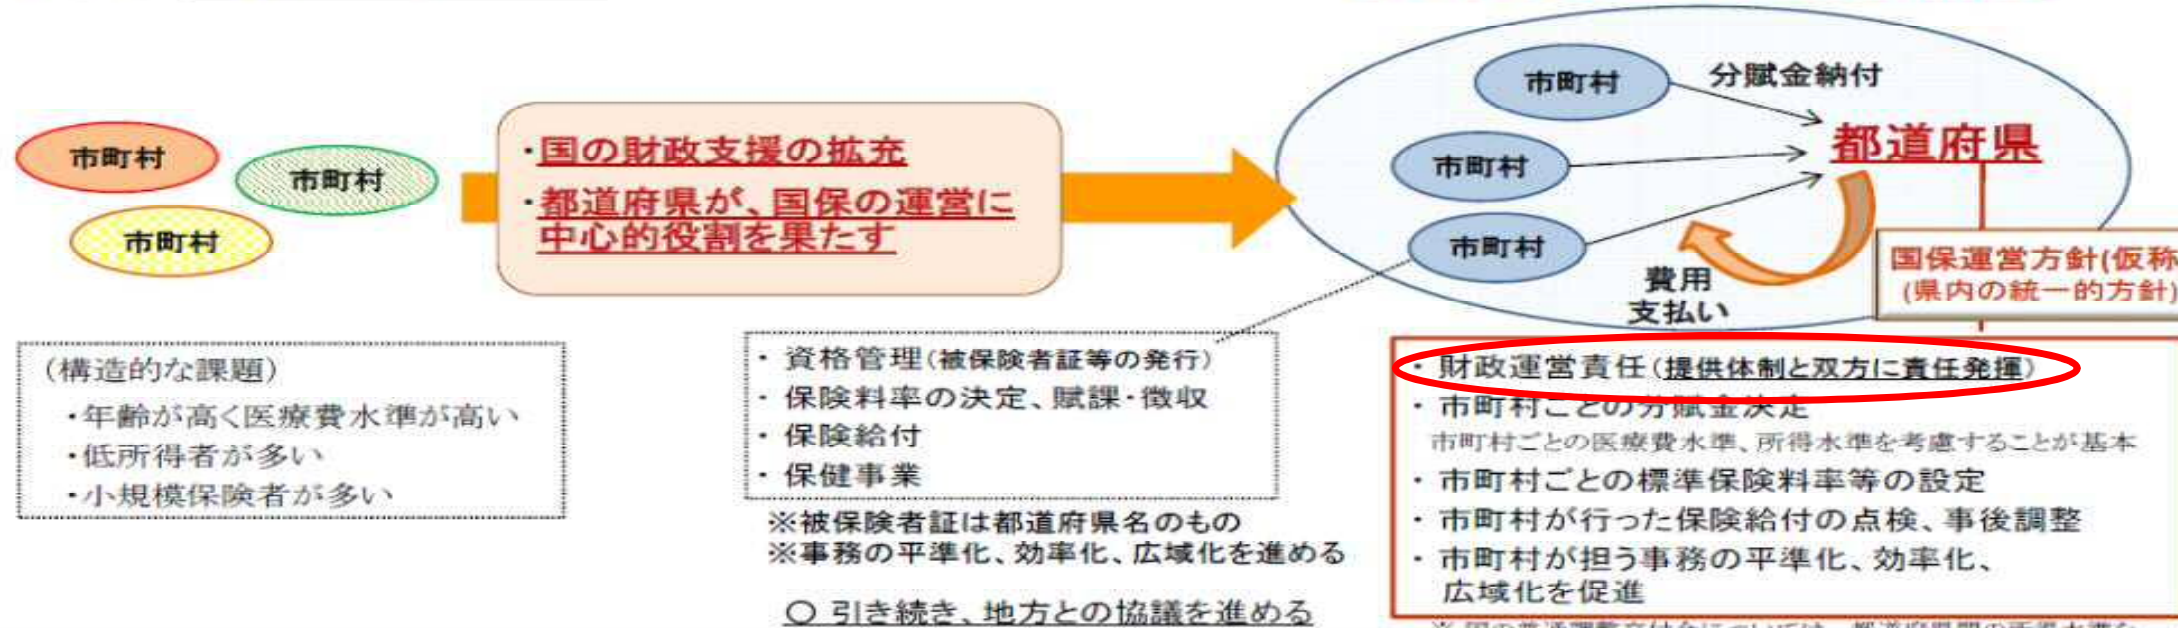 市町村
市町村
市町村
・国の財政支援の拡充
・都道府県が、国保の運営に
中心的役割を果たす
市町村
市町村
市町村
分賦金納付
都道府県
費用
支払い
国保運営方針(仮称
(県内の統一的方針)
(構造的な課題)
・年齢が高く医療費水準が高い
・低所得者が多い
・小規模保険者が多い
・ 資格管理(被保険者証等の発行)
・ 保険料率の決定、賦課・徴収
・ 保険給付
・ 保健事業
※被保険者証は都道府県名のもの
※事務の平準化、効率化、広域化を進める
○ 引き続き、地方との協議を進める
・ 財政運営責任(提供体制と双方に責任発揮)
・ 市町村ごとの分賦金決定
市町村ごとの医療費水準、所得水準を考慮することが基本
・ 市町村ごとの標準保険料率等の設定
・ 市町村が行った保険給付の点検、事後調整
・ 市町村が担う事務の平準化、効率化、
広域化を促進